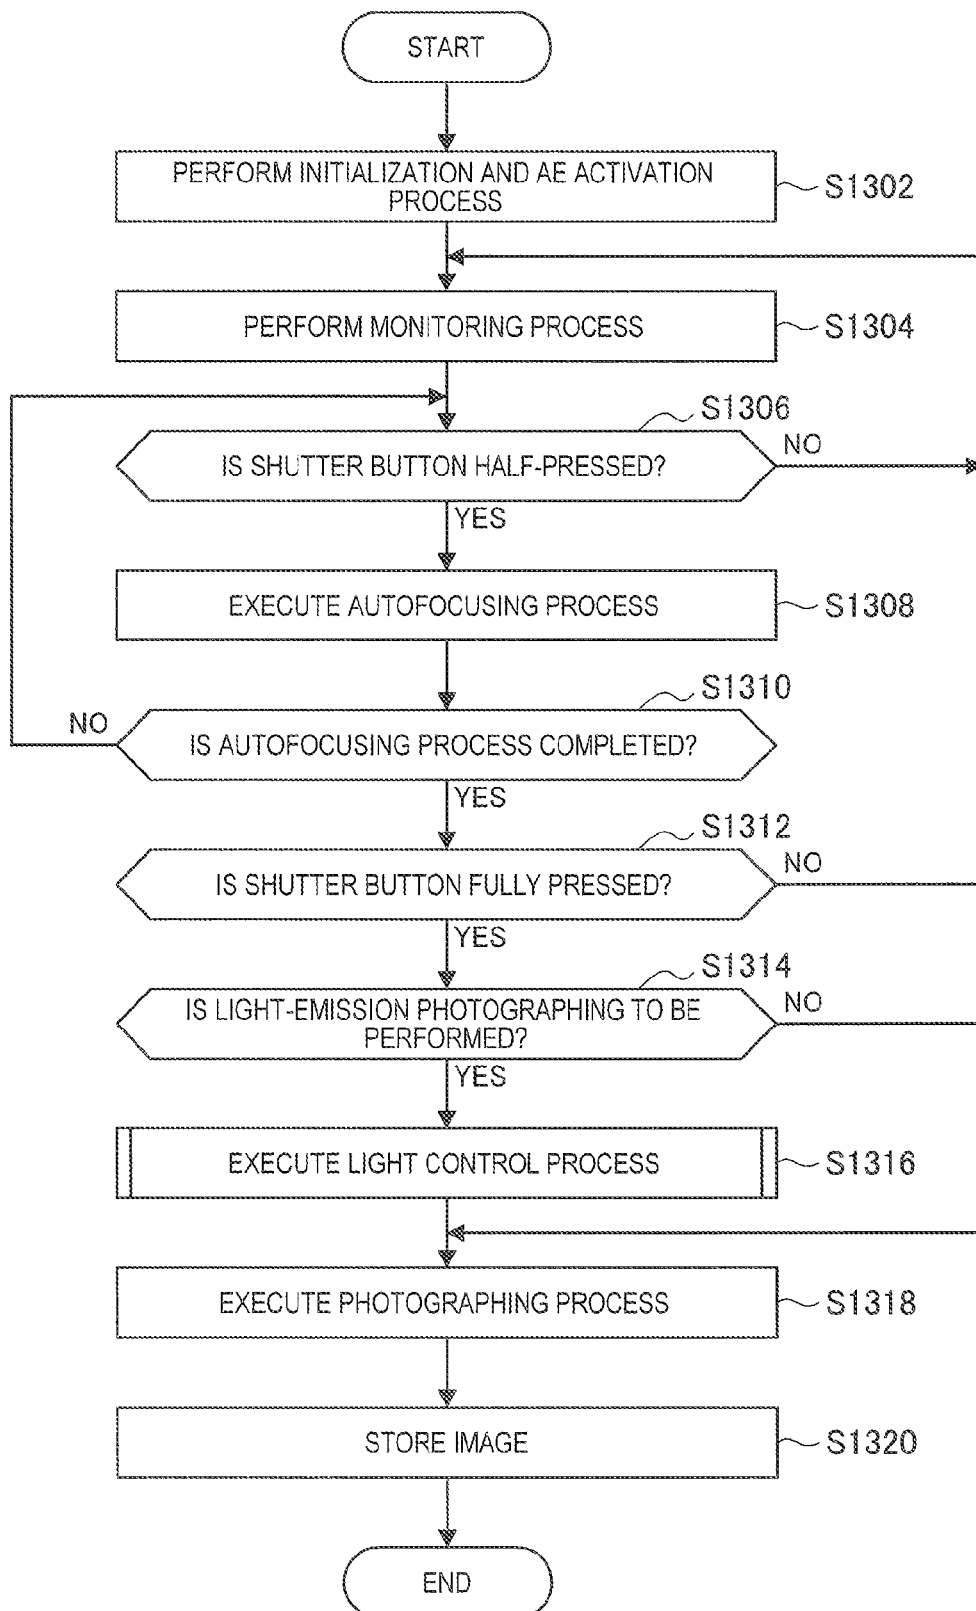 START
PERFORM INITIALIZATION AND AE ACTIVATION
PROCESS
S1302
PERFORM MONITORING PROCESS
S1304
S1306
IS SHUTTER BUTTON HALF-PRESSED?
NO
YES
EXECUTE AUTOFOCUSING PROCESS
S1308
S1310
NO
IS AUTOFOCUSING PROCESS COMPLETED?
YES
S1312
IS SHUTTER BUTTON FULLY PRESSED?
NO
YES
S1314
IS LIGHT-EMISSION PHOTOGRAPHING TO BE
PERFORMED?
NO
YES
EXECUTE LIGHT CONTROL PROCESS
S1316
EXECUTE PHOTOGRAPHING PROCESS
S1318
STORE IMAGE
S1320
END